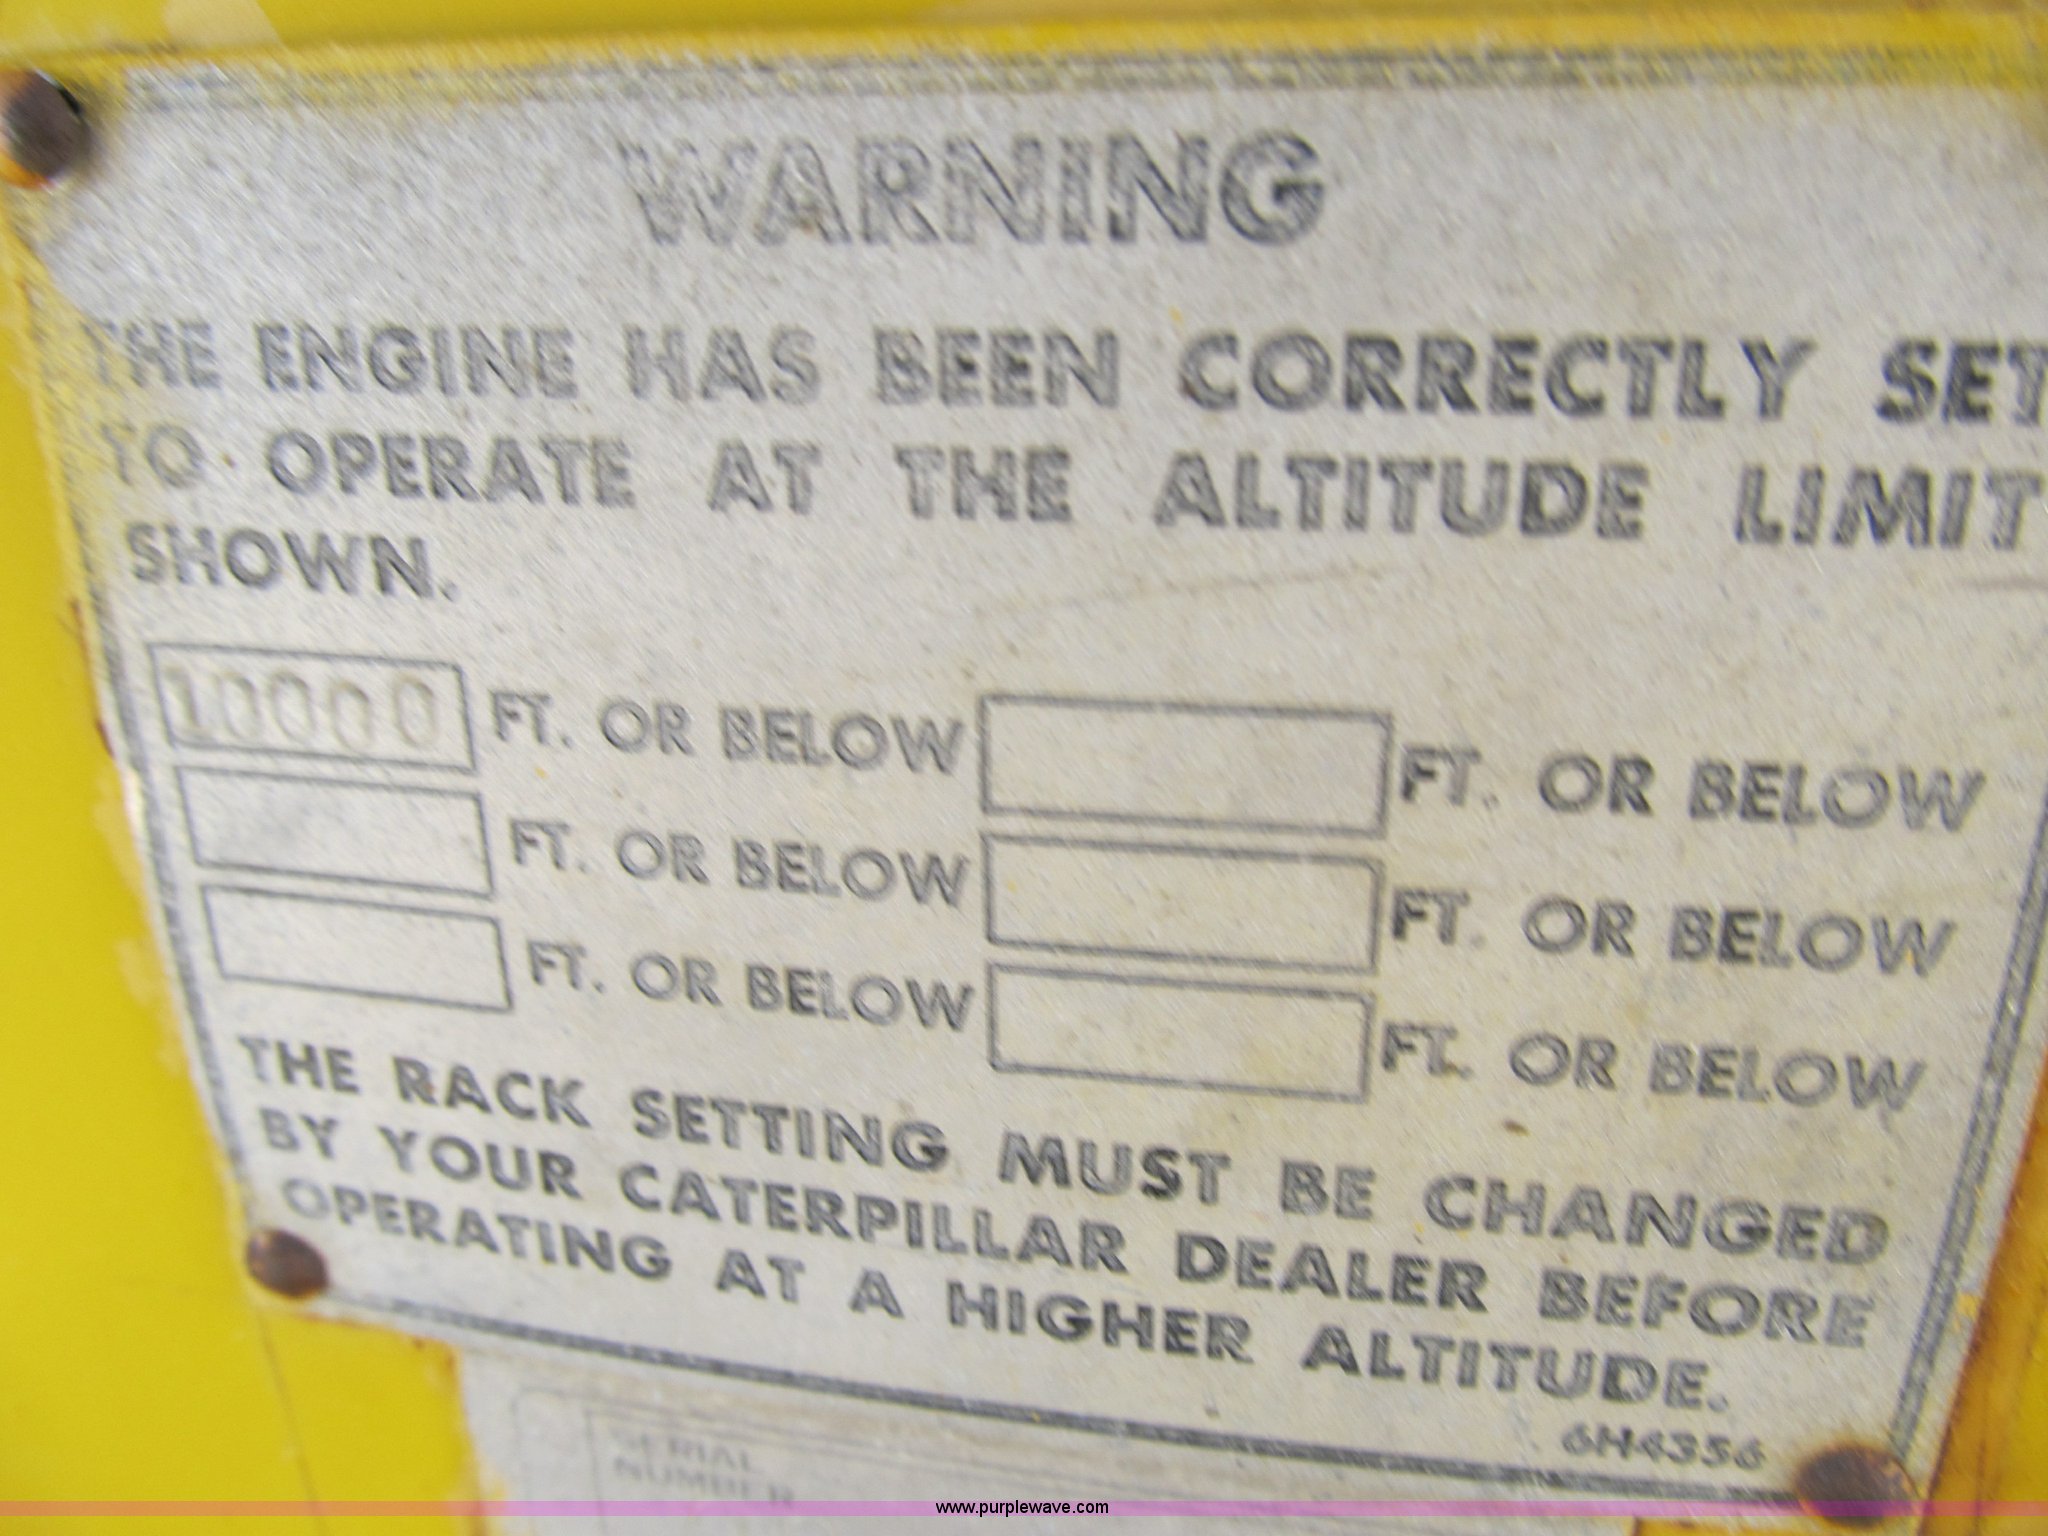 WARNING
THE ENGINE HAS BEEN CORRECTLY SET
TO OPERATE AT THE ALTITUDE LIMIT
SHOWN.
10000 FT. OR BELOW FT. OR BELOW
FT. OR BELOW FT. OR BELOW
FT. OR BELOW FT. OR BELOW
THE RACK SETTING MUST BE CHANGED
BY YOUR CATERPILLAR DEALER BEFORE
OPERATING AT A HIGHER ALTITUDE.
6H4356
SERIAL
NUMBER
www.purplewave.com